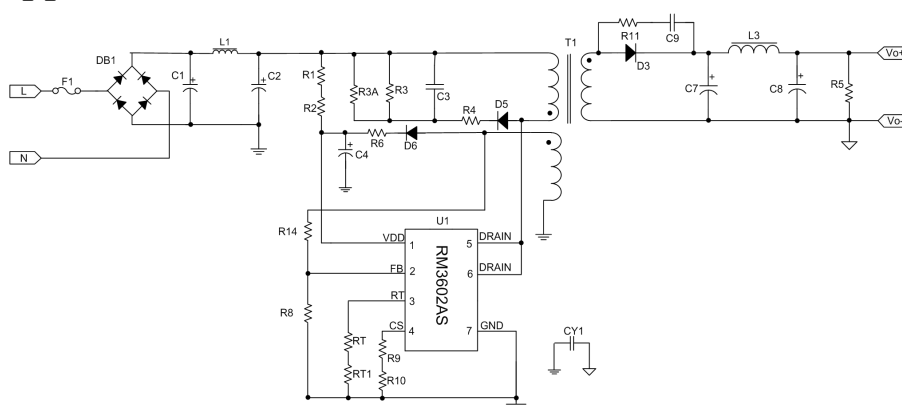 L1
T1
R11
C9
L3
Vo+
DB1
D3
F1
L
C1
C2
R1
R3A
R3
C3
C7
C8
R5
R2
R4
D5
Vo-
N
C4
R6
D6
U1
R14
VDD
1
5
DRAIN
FB
2
6
DRAIN
RM3602AS
RT
3
R8
CS
4
7
GND
CY1
RT
R9
RT1
R10